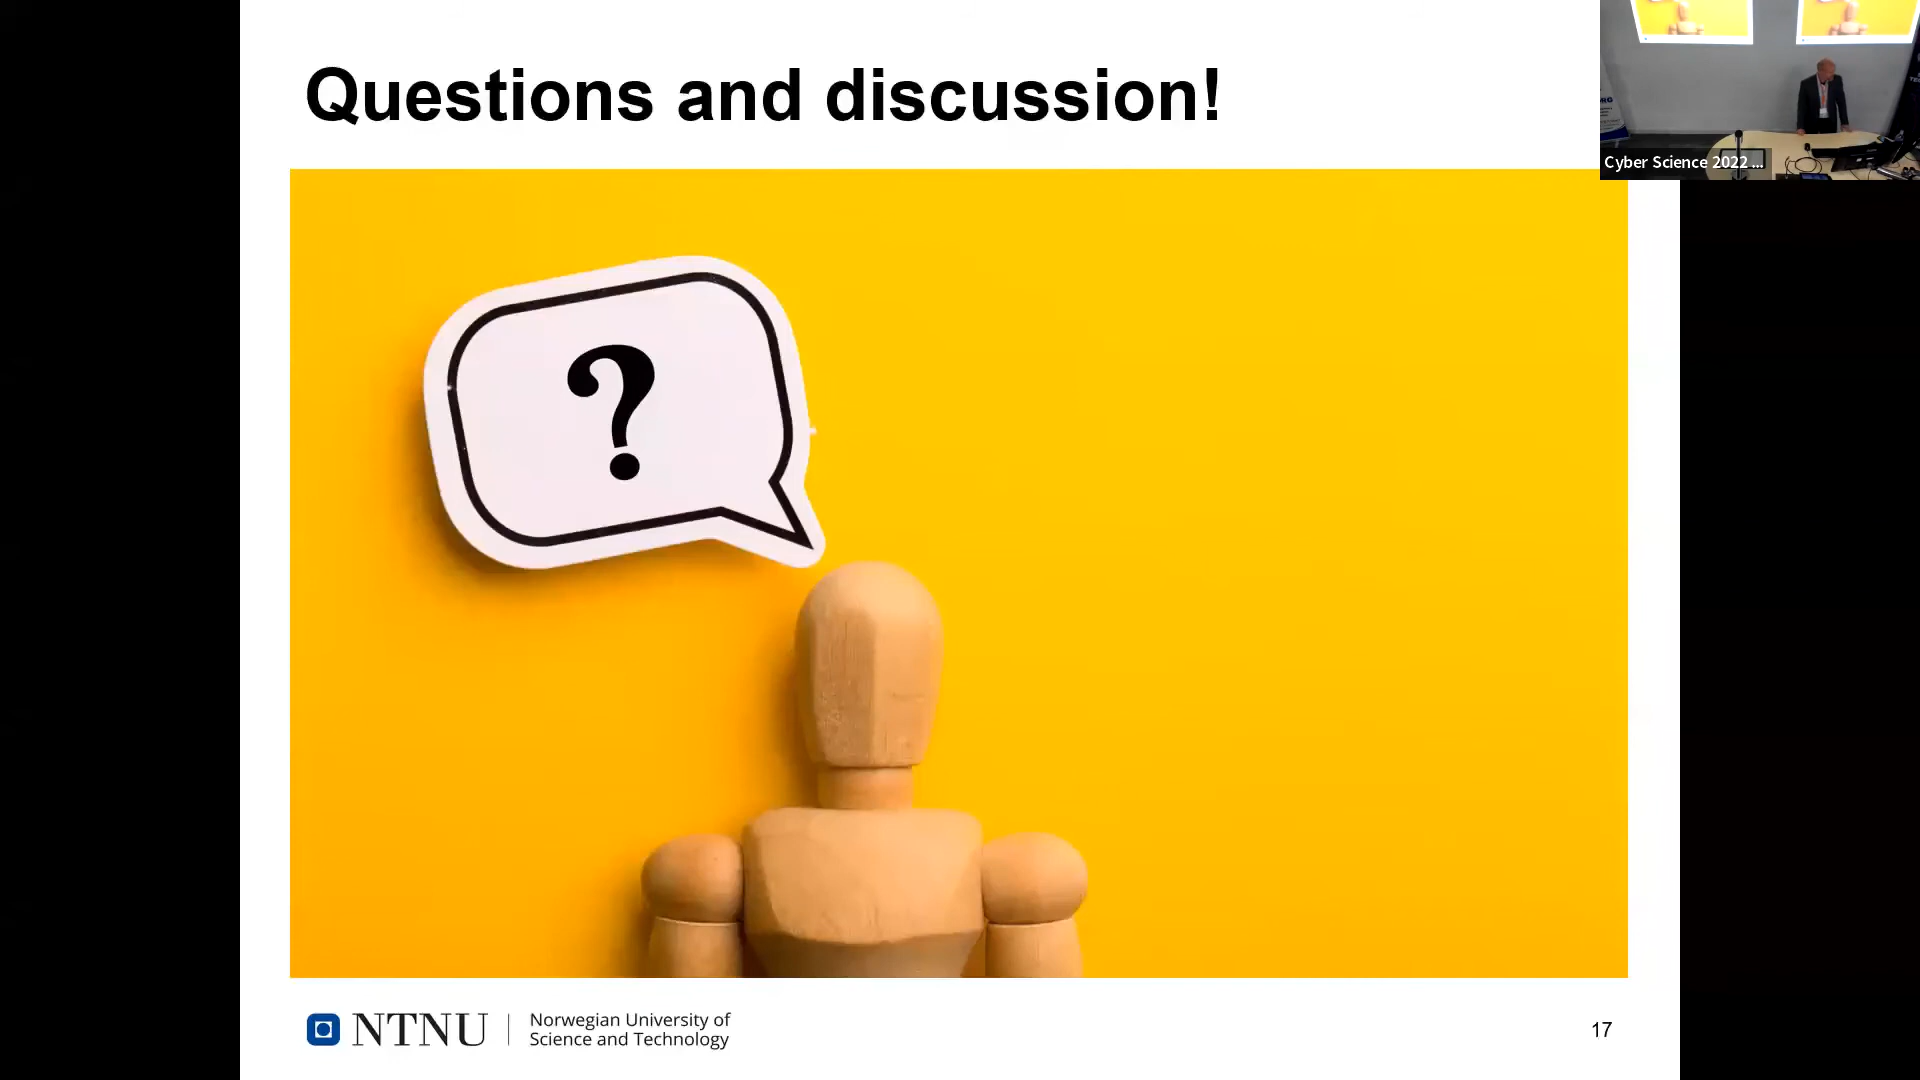 Questions and discussion!
Cyber Science 2022 ...
?
NTNU
Norwegian University of
Science and Technology
17